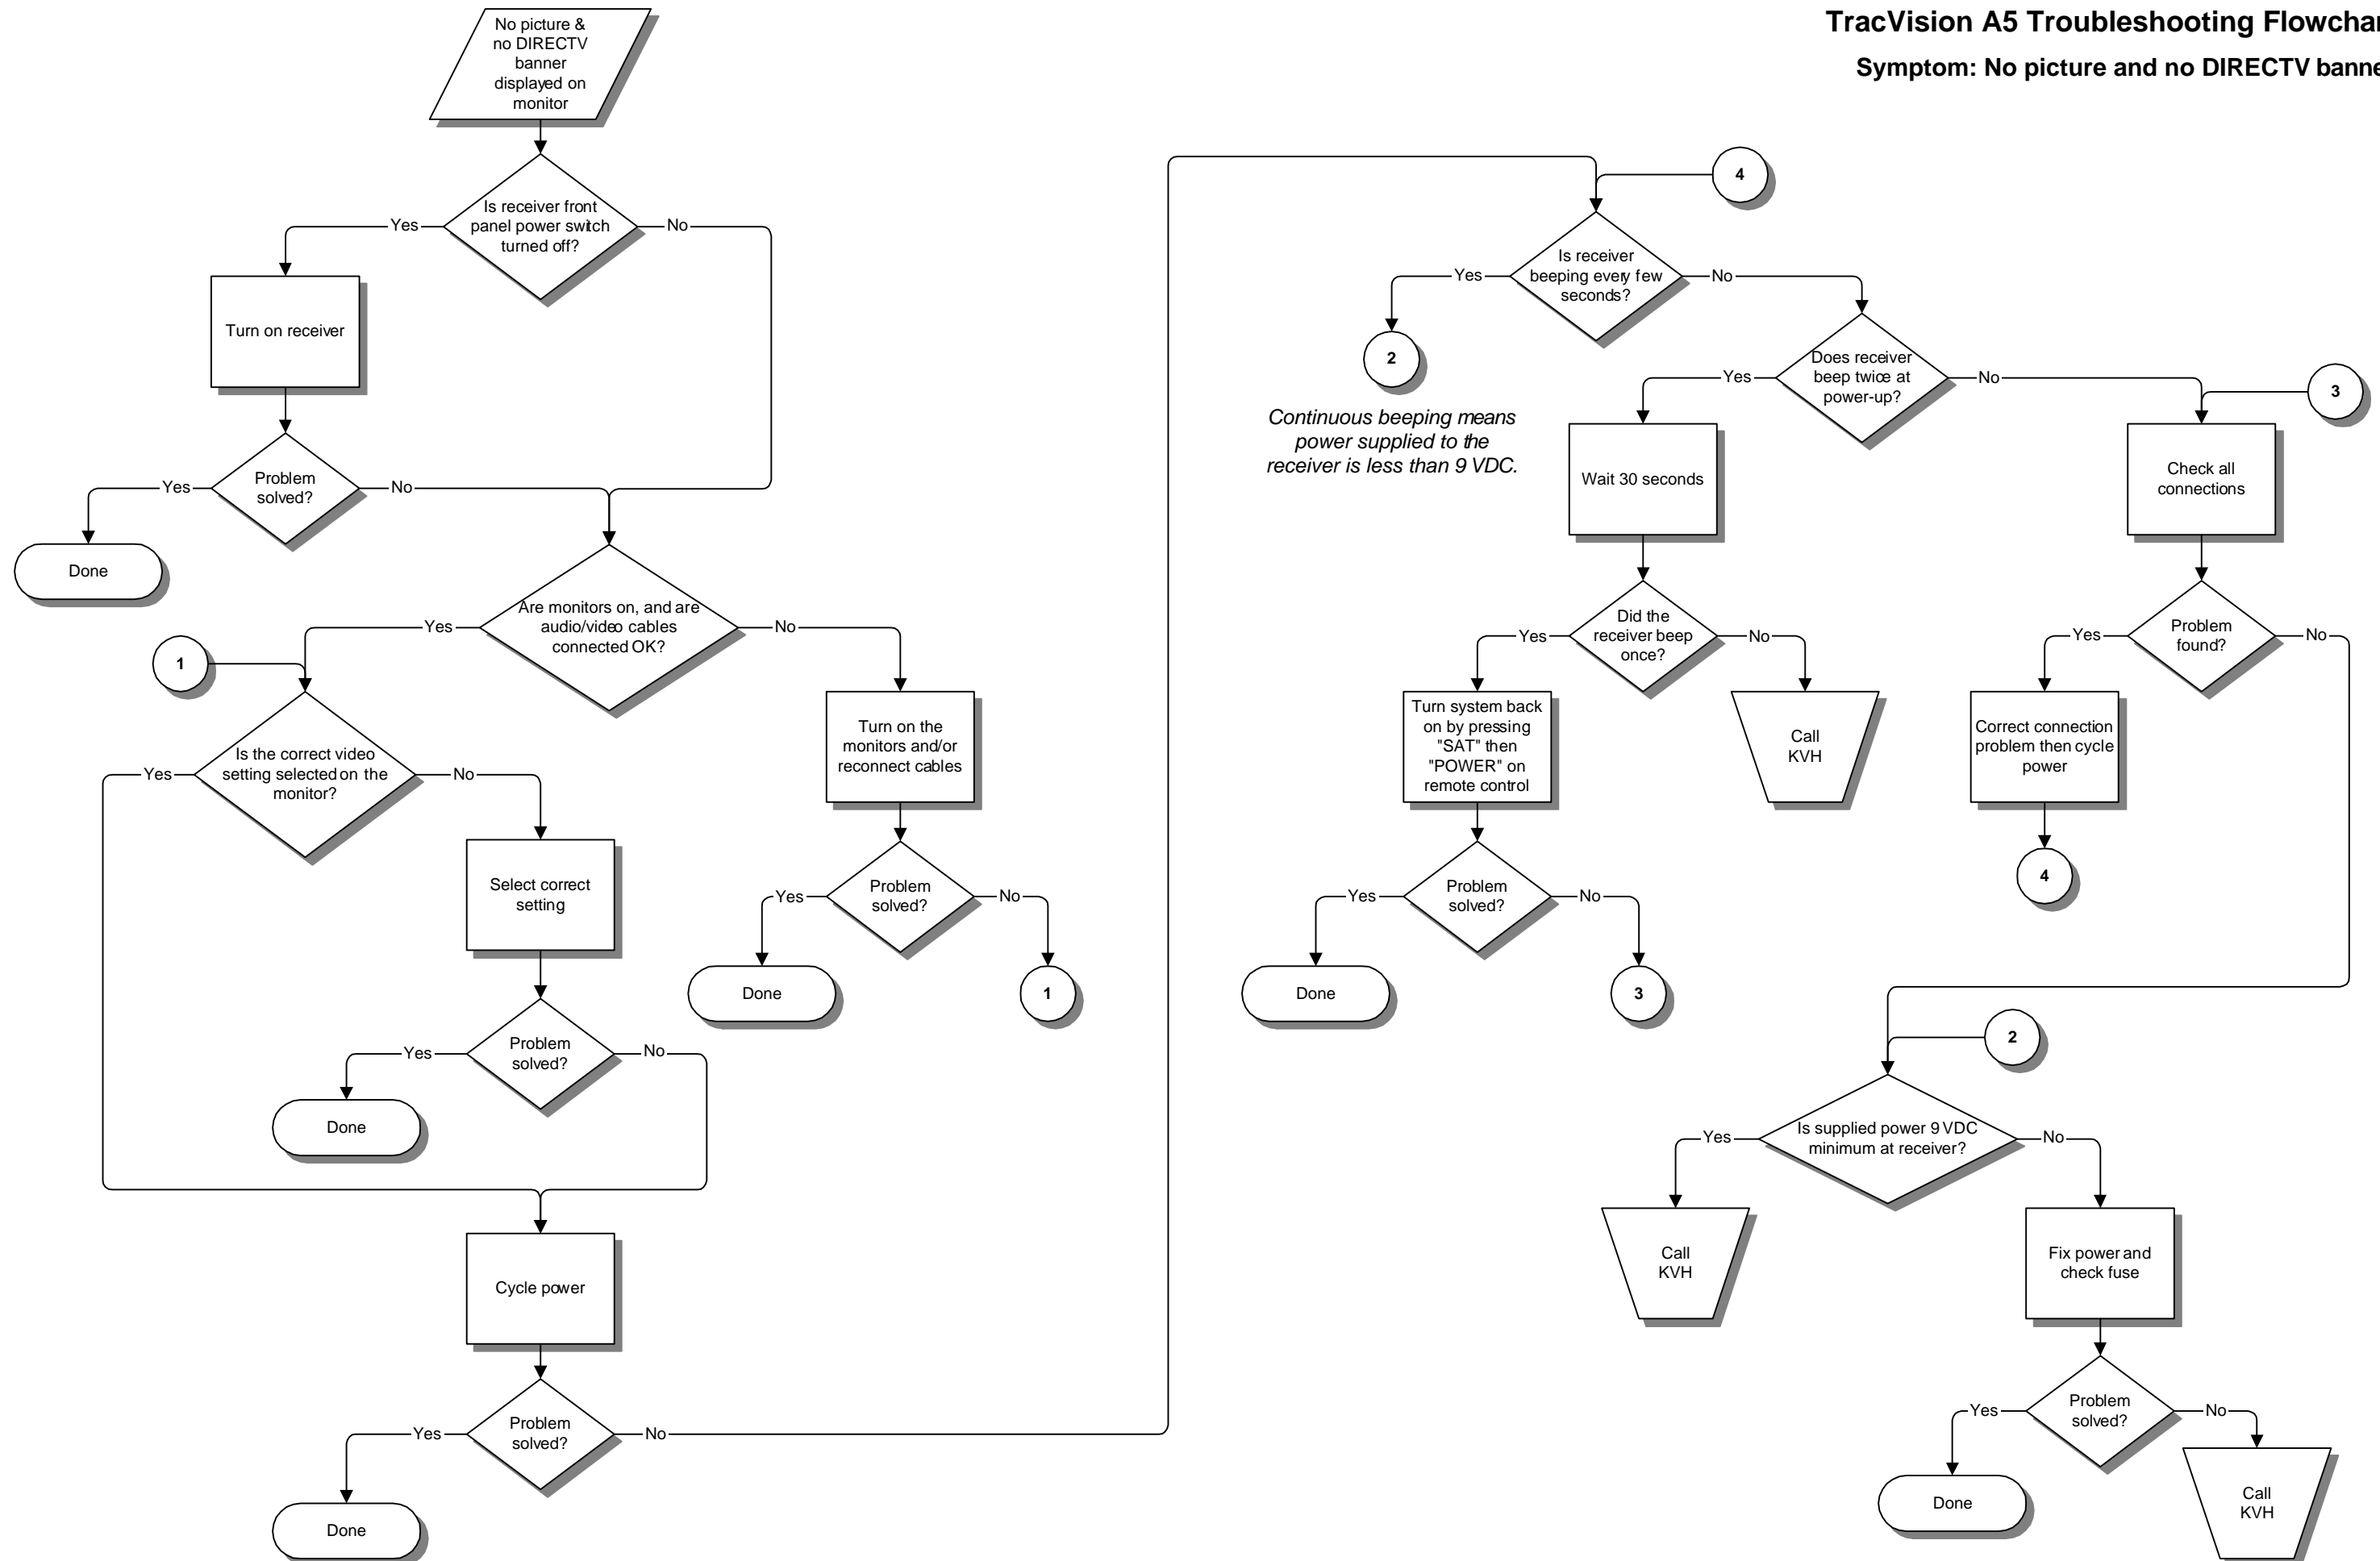 TracVision A5 Troubleshooting Flowchar
Symptom: No picture and no DIRECTV banne
No picture &
no DIRECTV
banner
displayed on
monitor
Is receiver front
panel power switch
turned off?
Yes
No
Turn on receiver
Problem
solved?
Yes
No
Done
Are monitors on, and are
audio/video cables
connected OK?
Yes
No
1
Is the correct video
setting selected on the
monitor?
Yes
No
Turn on the
monitors and/or
reconnect cables
Select correct
setting
Problem
solved?
Yes
No
Done
1
Problem
solved?
Yes
No
Done
Cycle power
Problem
solved?
Yes
No
Done
4
Is receiver
beeping every few
seconds?
Yes
No
2
Continuous beeping means
power supplied to the
receiver is less than 9 VDC.
Does receiver
beep twice at
power-up?
Yes
No
3
Wait 30 seconds
Check all
connections
Did the
receiver beep
once?
Yes
No
Problem
found?
Yes
No
Turn system back
on by pressing
"SAT" then
"POWER" on
remote control
Call
KVH
Correct connection
problem then cycle
power
4
Problem
solved?
Yes
No
Done
3
2
Is supplied power 9 VDC
minimum at receiver?
Yes
No
Call
KVH
Fix power and
check fuse
Problem
solved?
Yes
No
Done
Call
KVH